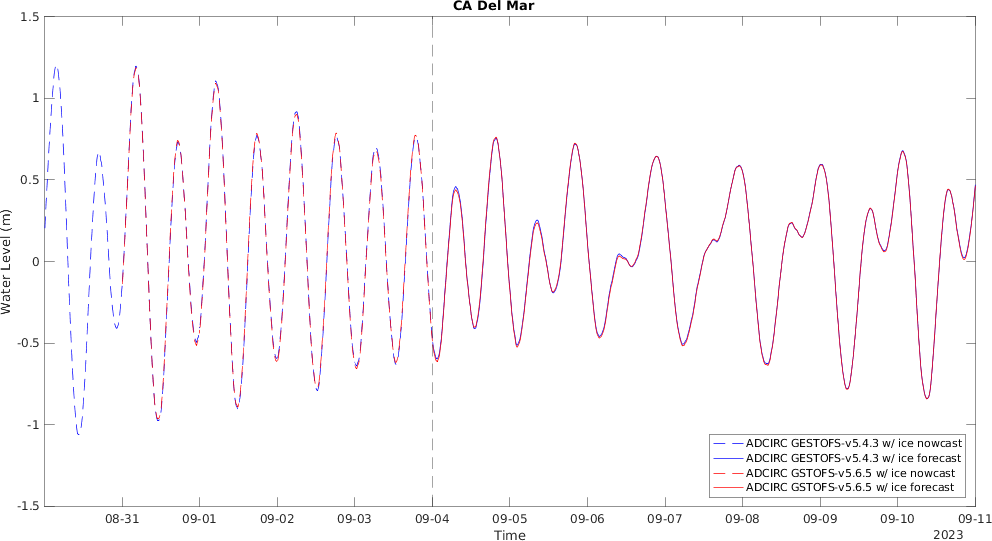 CA Del Mar
1.5
1
0.5
0
-0.5
-1
-1.5
Water Level (m)
08-31
09-01
09-02
09-03
09-04
09-05
09-06
09-07
09-08
09-09
09-10
09-11
Time
2023
ADCIRC GESTOFS-v5.4.3 w/ ice nowcast
ADCIRC GESTOFS-v5.4.3 w/ ice forecast
ADCIRC GSTOFS-v5.6.5 w/ ice nowcast
ADCIRC GSTOFS-v5.6.5 w/ ice forecast